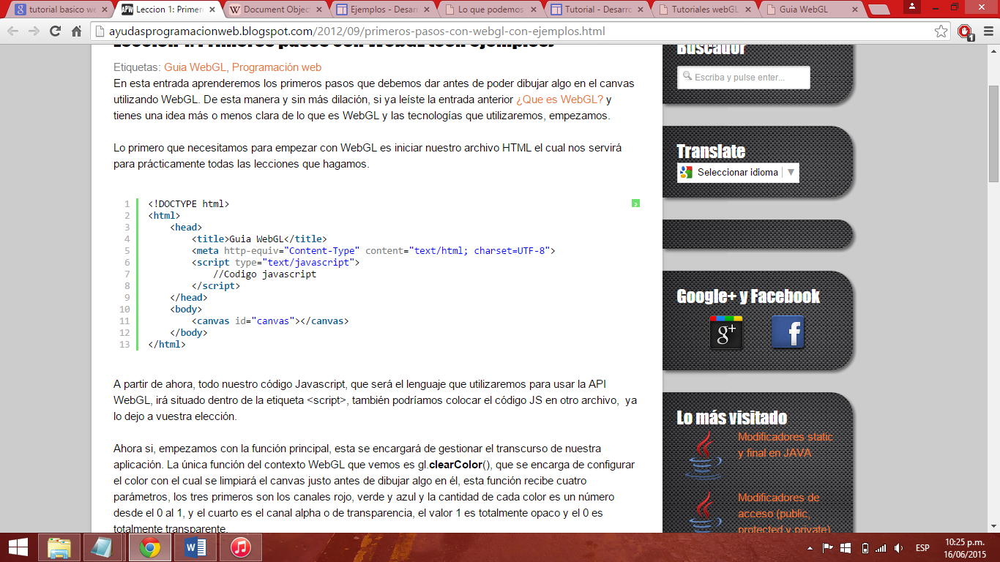 tutorial basico we
Leccion 1: Primer
Document Objec
Ejemplos - Desarr
Lo que podemos
Tutorial - Desarro
Tutoriales webGL
Guia WebGL
ayudasprogramacionweb.blogspot.com/2012/09/primeros-pasos-con-webgl-con-ejemplos.html
1
Lección 1: Primeros pasos con WebGL (con ejemplos)
Etiquetas: Guia WebGL, Programación web
En esta entrada aprenderemos los primeros pasos que debemos dar antes de poder dibujar algo en el canvas
utilizando WebGL. De esta manera y sin más dilación, si ya leíste la entrada anterior ¿Que es WebGL? y
tienes una idea más o menos clara de lo que es WebGL y las tecnologías que utilizaremos, empezamos.
Lo primero que necesitamos para empezar con WebGL es iniciar nuestro archivo HTML el cual nos servirá
para prácticamente todas las lecciones que hagamos.
1 <!DOCTYPE html>
2 <html>
3 <head>
4 <title>Guia WebGL</title>
5 <meta http-equiv="Content-Type" content="text/html; charset=UTF-8">
6 <script type="text/javascript">
7 //Codigo javascript
8 </script>
9 </head>
10 <body>
11 <canvas id="canvas"></canvas>
12 </body>
13 </html>
?
A partir de ahora, todo nuestro código Javascript, que será el lenguaje que utilizaremos para usar la API
WebGL, irá situado dentro de la etiqueta <script>, también podríamos colocar el código JS en otro archivo, ya
lo dejo a vuestra elección.
Ahora si, empezamos con la función principal, esta se encargará de gestionar el transcurso de nuestra
aplicación. La única función del contexto WebGL que vemos es gl.clearColor(), que se encarga de configurar
el color con el cual se limpiará el canvas justo antes de dibujar algo en él, esta función recibe cuatro
parámetros, los tres primeros son los canales rojo, verde y azul y la cantidad de cada color es un número
desde el 0 al 1, y el cuarto es el canal alpha o de transparencia, el valor 1 es totalmente opaco y el 0 es
totalmente transparente.
Buscador
Escriba y pulse enter...
Translate
Seleccionar idioma
Google+ y Facebook
g+
f
Lo más visitado
Modificadores static
y final en JAVA
Modificadores de
acceso (public,
protected y private)
ESP
10:25 p.m.
16/06/2015